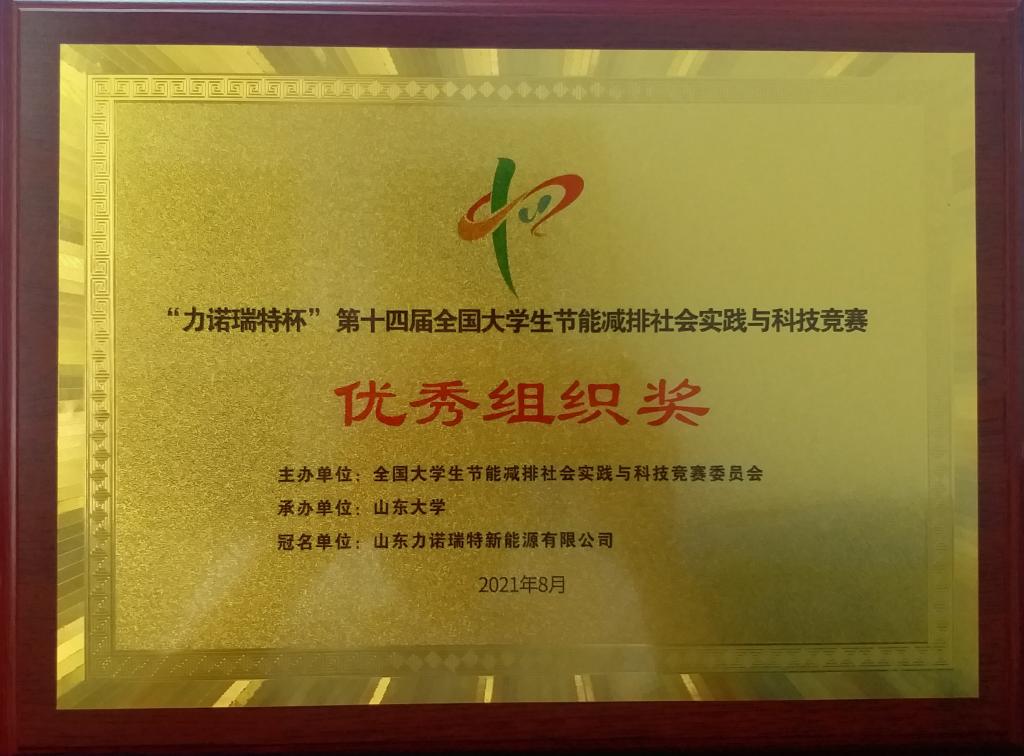 “力诺瑞特杯”第十四届全国大学生节能减排社会实践与科技竞赛
优秀组织奖
主办单位：全国大学生节能减排社会实践与科技竞赛委员会
承办单位：山东大学
冠名单位：山东力诺瑞特新能源有限公司
2021年8月